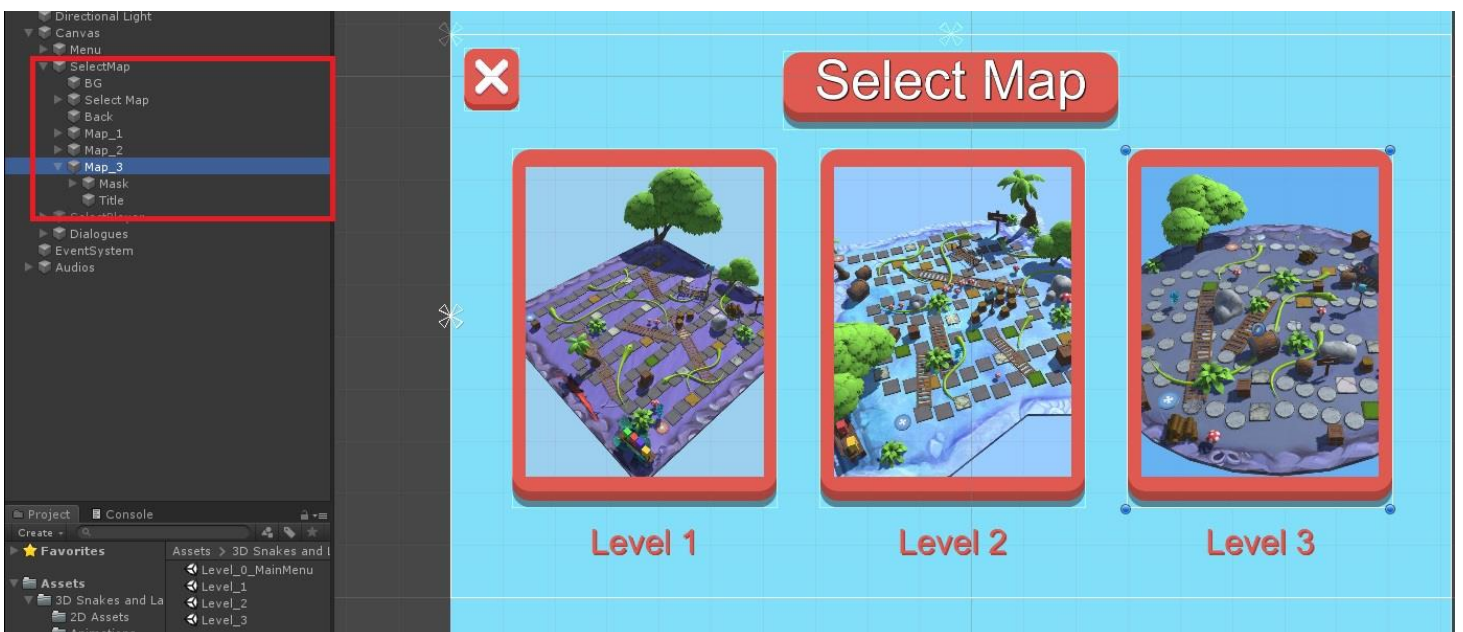 Directional Light
Canvas
Menu
SelectMap
BG
Select Map
Back
Map_1
Map_2
Map_3
Mask
Title
SelectPlayer
Dialogues
EventSystem
Audios
Select Map
Level 1
Level 2
Level 3
Project
Console
Create
Favorites
Assets > 3D Snakes and L
Level_0_MainMenu
Assets
Level_1
3D Snakes and La
Level_2
2D Assets
Level_3
Animations